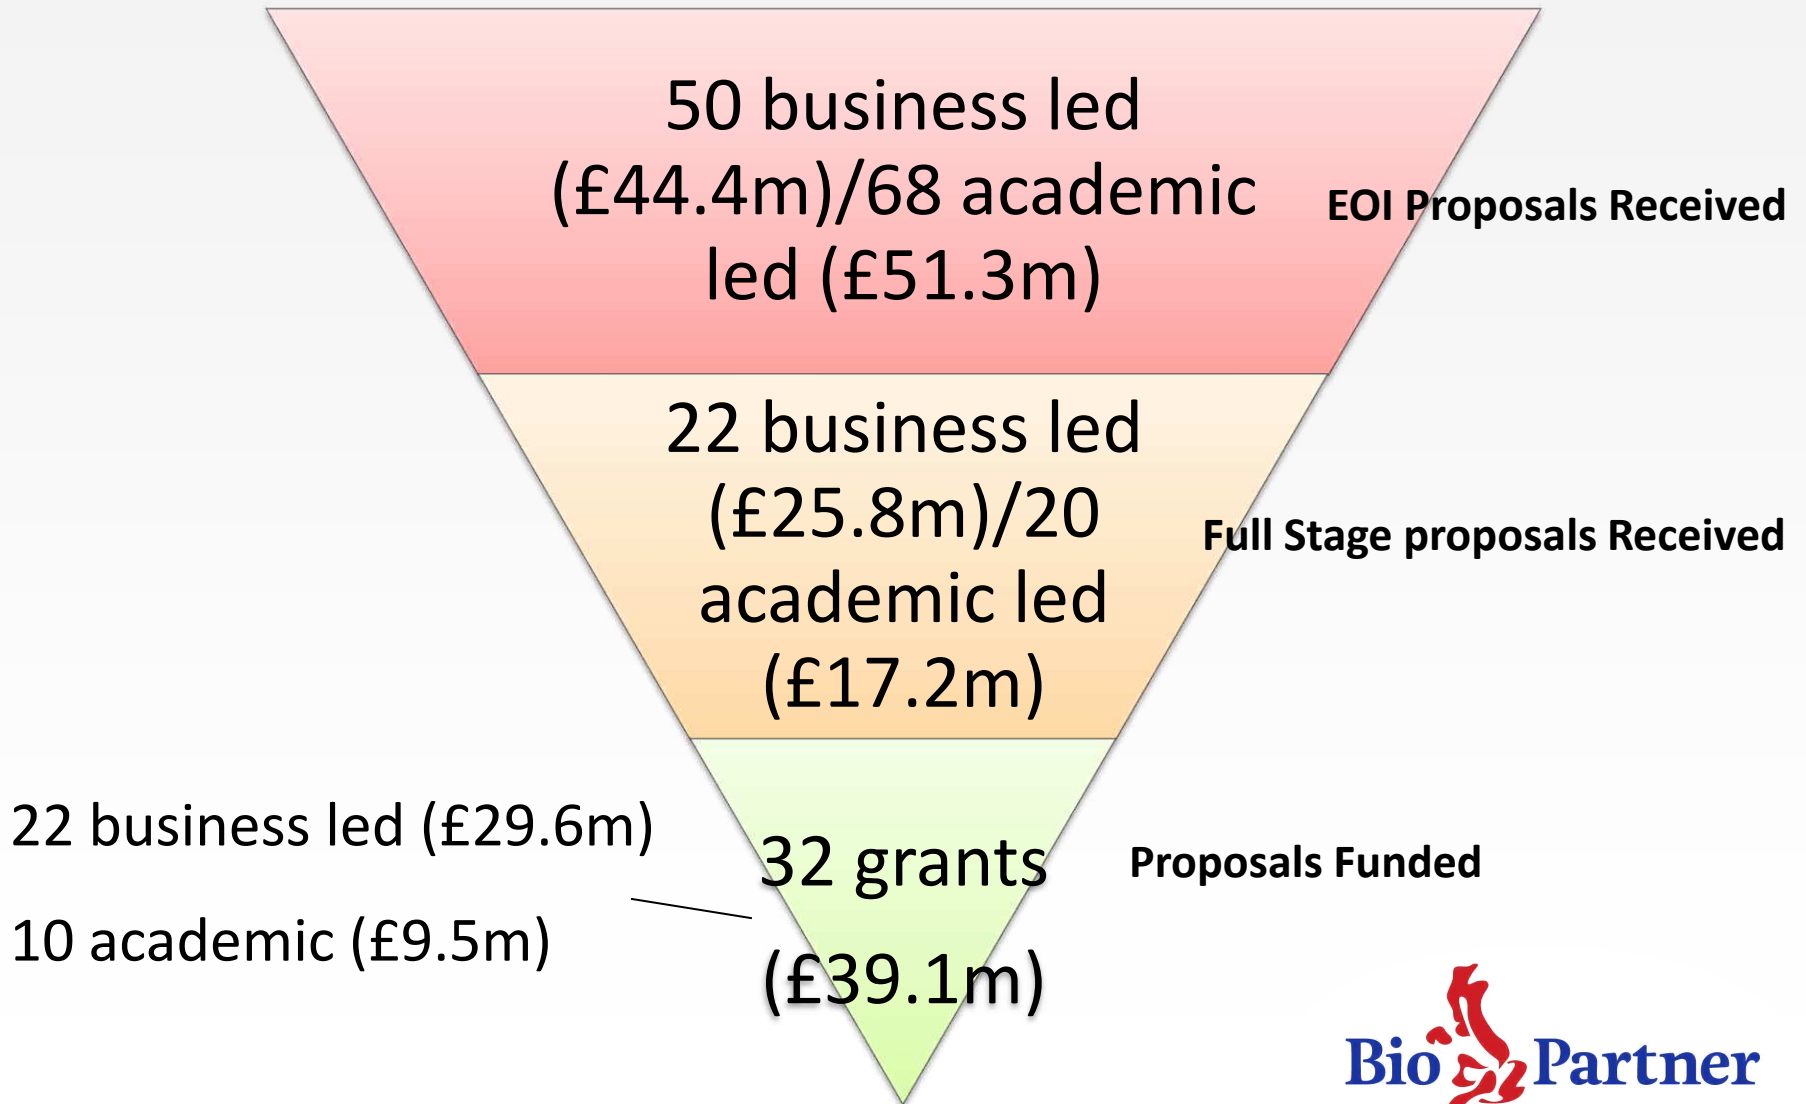 50 business led
(£44.4m)/68 academic
led (£51.3m)
EOI Proposals Received
22 business led
(£25.8m)/20
academic led
(£17.2m)
Full Stage proposals Received
22 business led (£29.6m)
10 academic (£9.5m)
32 grants
(£39.1m)
Proposals Funded
Bio Partner